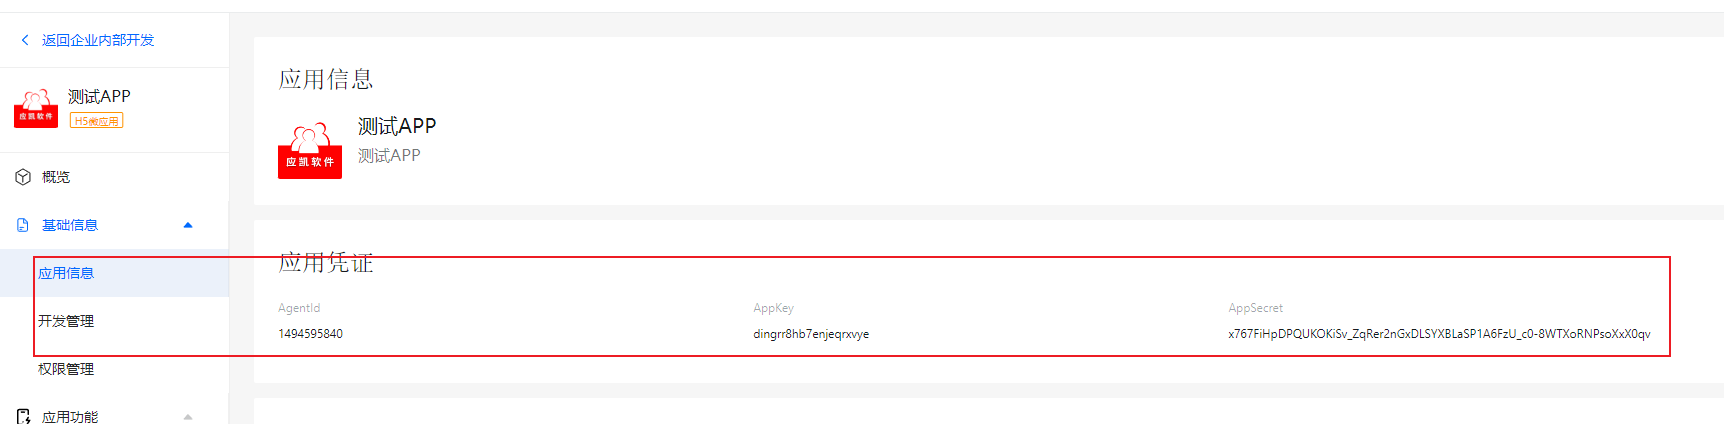 返回企业内部开发
应凯软件
测试APP
H5微应用
概览
基础信息
应用信息
开发管理
权限管理
应用功能
应用信息
应凯软件
测试APP
测试APP
应用凭证
AgentId
1494595840
AppKey
dingrr8hb7enjeqrxvye
AppSecret
x767FiHpDPQUKOKiSv_ZqRer2nGxDLSYXBLaSP1A6FzU_c0-8WTXoRNPsoXxX0qv